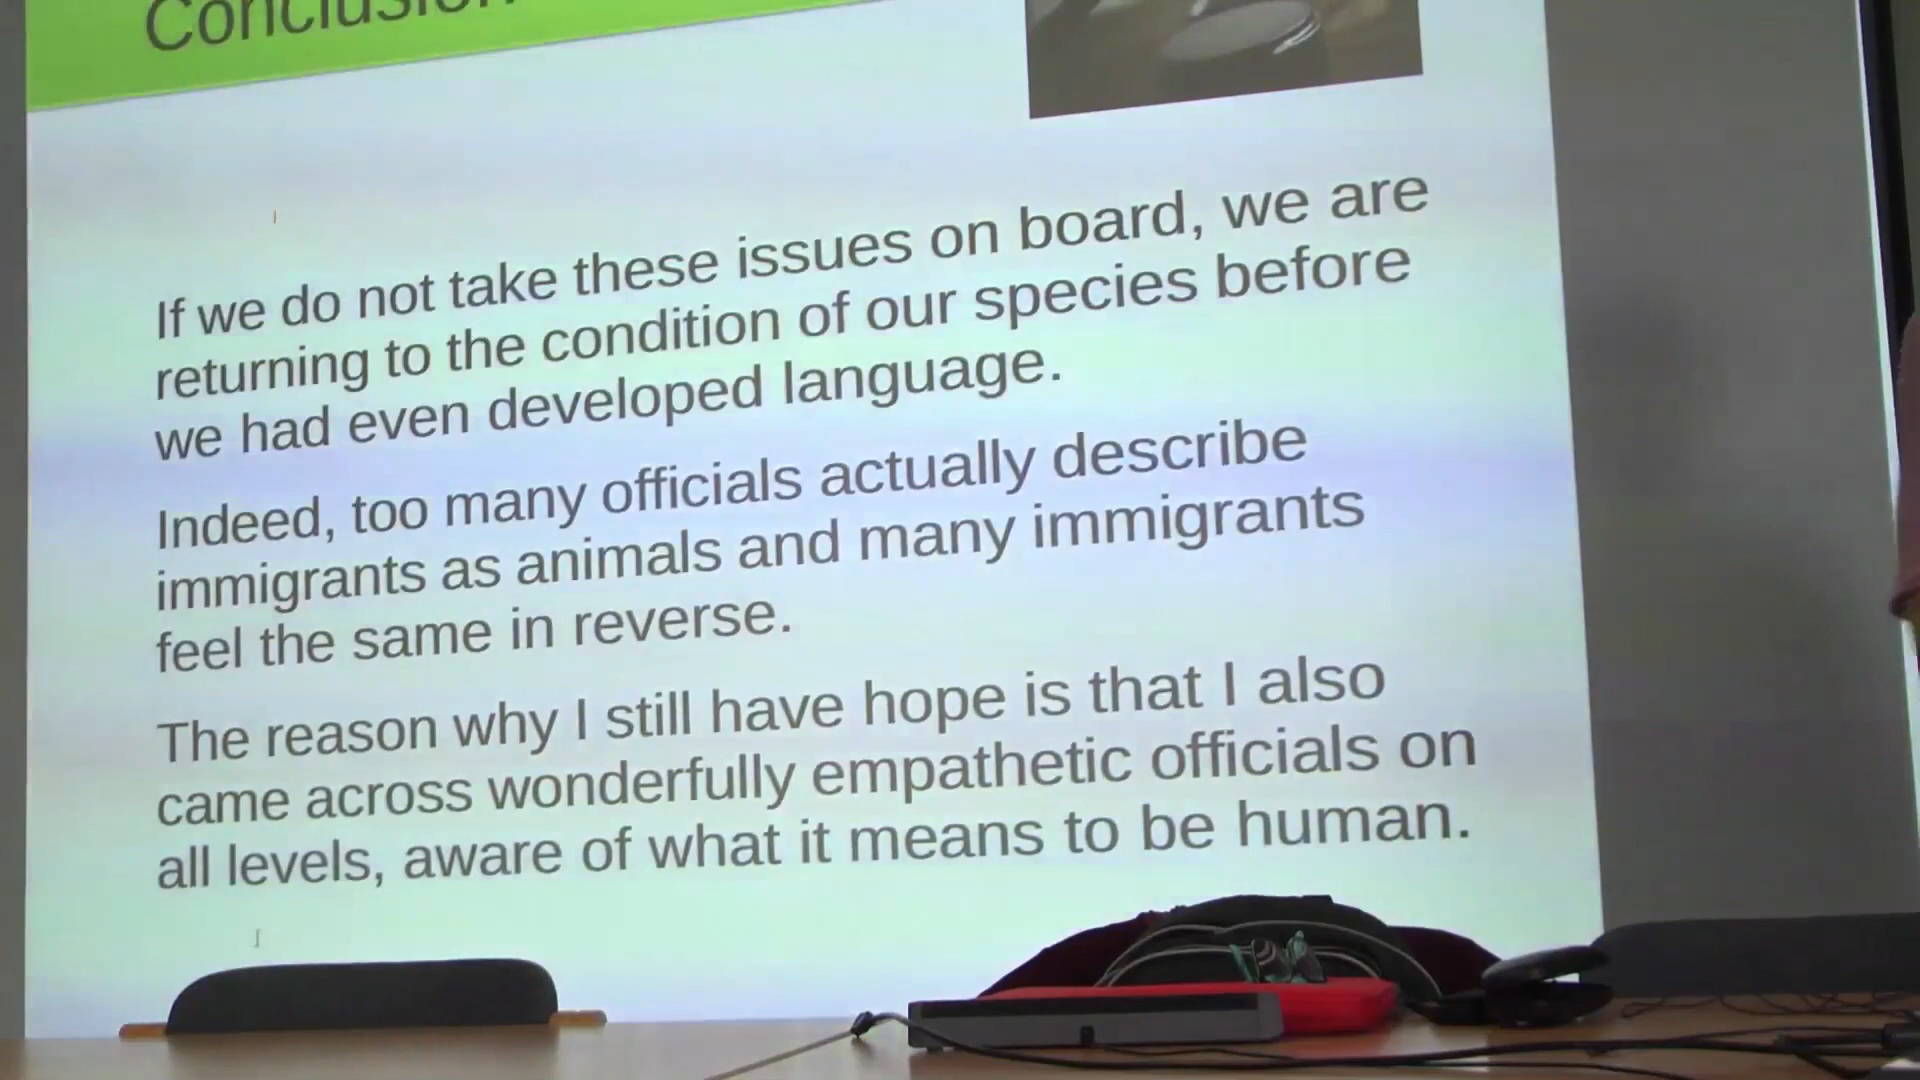 Conclusion
If we do not take these issues on board, we are
returning to the condition of our species before
we had even developed language.
Indeed, too many officials actually describe
immigrants as animals and many immigrants
feel the same in reverse.
The reason why I still have hope is that I also
came across wonderfully empathetic officials on
all levels, aware of what it means to be human.